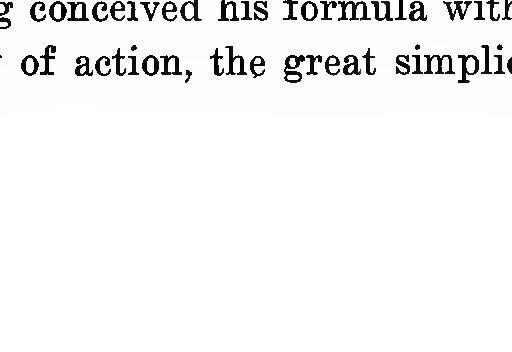 conceived his formula with
of action, the great simplic